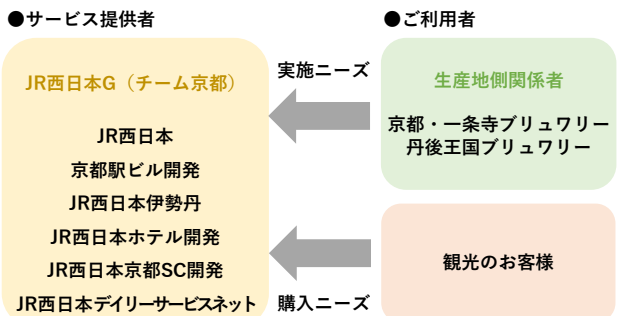 ●サービス提供者
JR西日本G（チーム京都）
JR西日本
京都駅ビル開発
JR西日本伊勢丹
JR西日本ホテル開発
JR西日本京都SC開発
JR西日本デイリーサービスネット
実施ニーズ
購入ニーズ
●ご利用者
生産地側関係者
京都・一条寺ブリュワリー
丹後王国ブリュワリー
観光のお客様